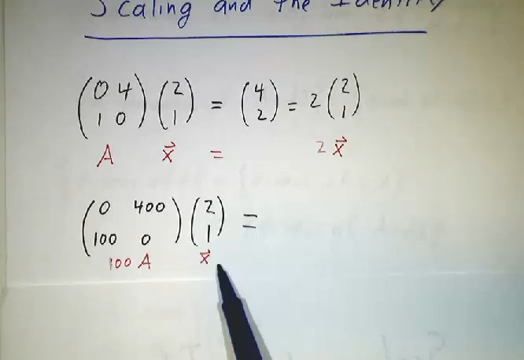 Scaling and the Identity
(0 4 1 0) (2 1) = (4 2) = 2 (2 1)
A x⃗ = 2 x⃗
(0 400 100 0) (2 1) =
100 A x⃗